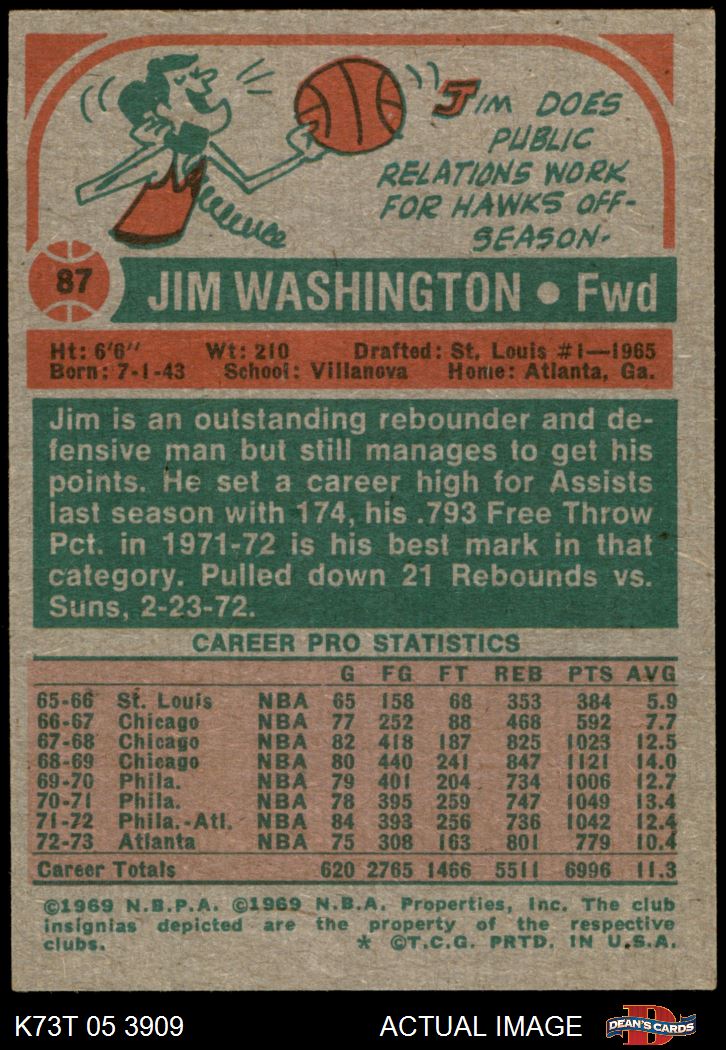 JIM DOES
PUBLIC
RELATIONS WORK
FOR HAWKS OFF-
SEASON.
87
JIM WASHINGTON • Fwd
Ht: 6'6" Wt: 210 Drafted: St. Louis #1—1965
Born: 7-1-43 School: Villanova Home: Atlanta, Ga.
Jim is an outstanding rebounder and de-
fensive man but still manages to get his
points. He set a career high for Assists
last season with 174, his .793 Free Throw
Pct. in 1971-72 is his best mark in that
category. Pulled down 21 Rebounds vs.
Suns, 2-23-72.
CAREER PRO STATISTICS
G FG FT REB PTS AVG
65-66 St. Louis NBA 65 158 68 353 384 5.9
66-67 Chicago NBA 77 252 88 468 592 7.7
67-68 Chicago NBA 82 418 187 825 1023 12.5
68-69 Chicago NBA 80 440 241 847 1121 14.0
69-70 Phila. NBA 79 401 204 734 1006 12.7
70-71 Phila. NBA 78 395 259 747 1049 13.4
71-72 Phila.-Atl. NBA 84 393 256 736 1042 12.4
72-73 Atlanta NBA 75 308 163 801 779 10.4
Career Totals 620 2765 1466 5511 6996 11.3
©1969 N.B.P.A. ©1969 N.B.A. Properties, Inc. The club
insignias depicted are the property of the respective
clubs. * ©T.C.G. PRTD. IN U.S.A.
K73T 05 3909 ACTUAL IMAGE D DEAN'S CARDS